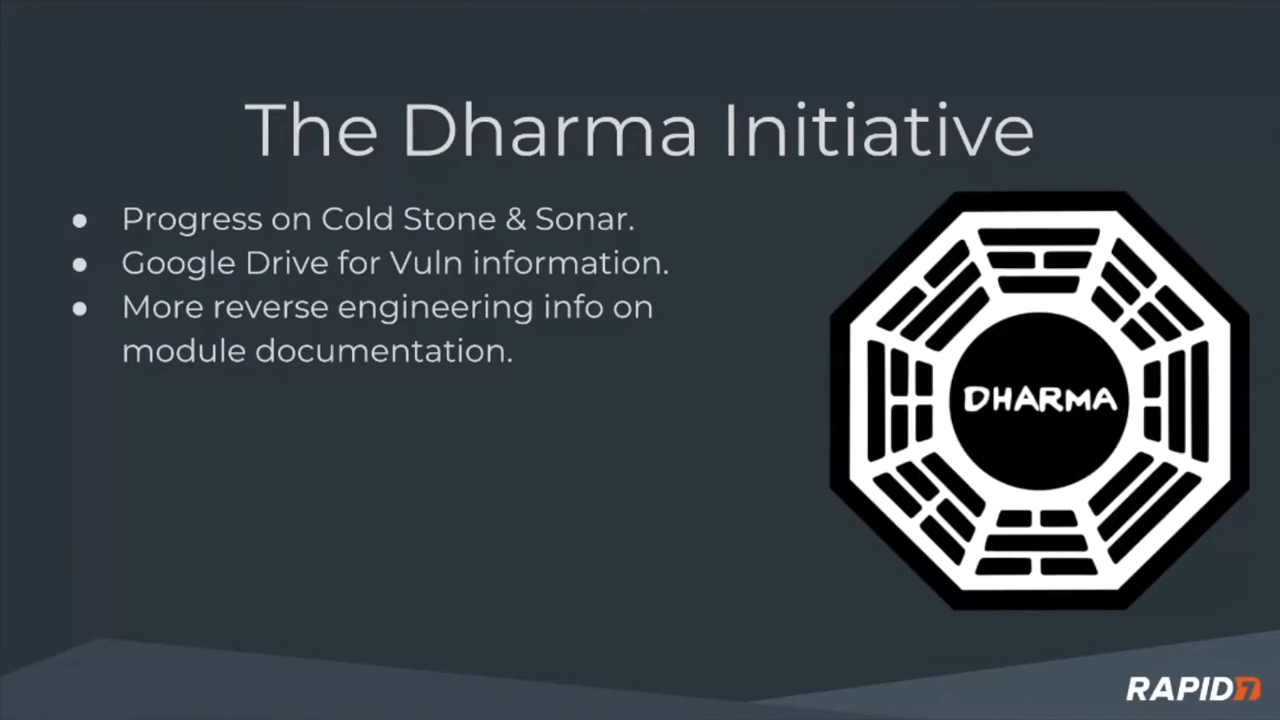 The Dharma Initiative
● Progress on Cold Stone & Sonar.
● Google Drive for Vuln information.
● More reverse engineering info on
module documentation.
DHARMA
RAPID7